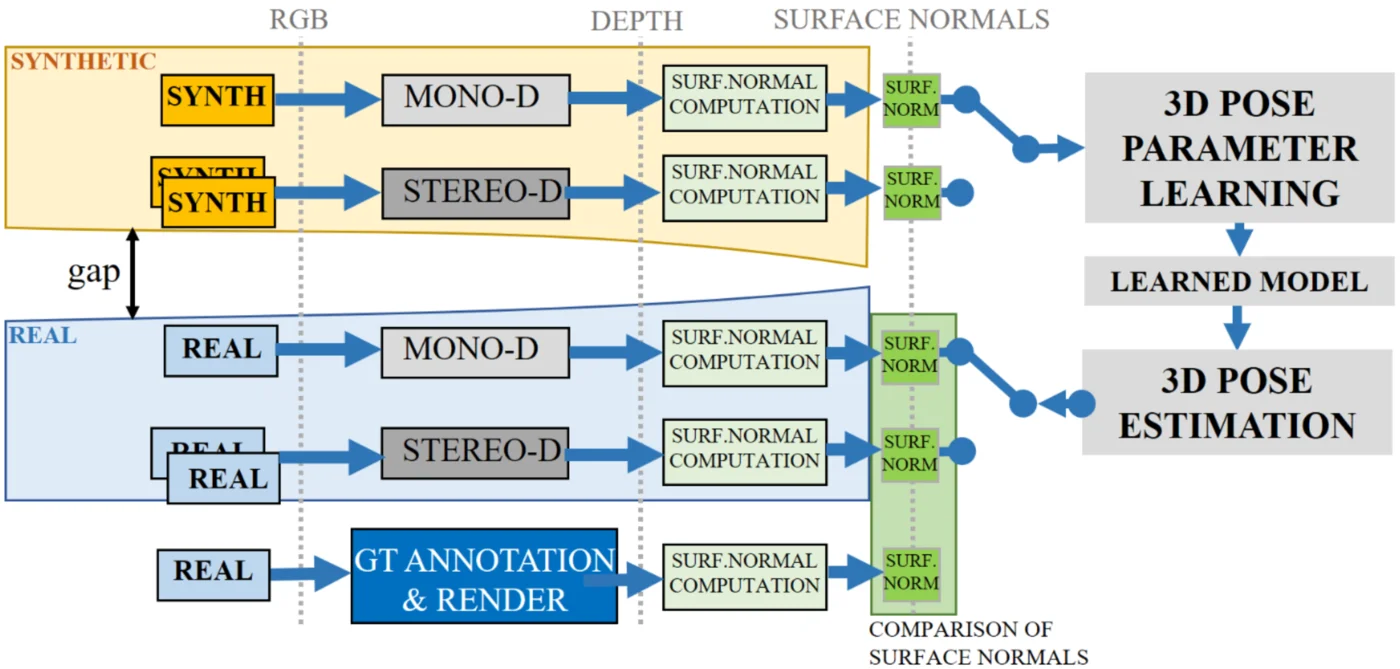 RGB
DEPTH
SURFACE NORMALS
SYNTHETIC
SYNTH
MONO-D
SURF.NORMAL
COMPUTATION
SURF.
NORM
SYNTH
SYNTH
STEREO-D
SURF.NORMAL
COMPUTATION
SURF.
NORM
3D POSE
PARAMETER
LEARNING
gap
LEARNED MODEL
REAL
REAL
MONO-D
SURF.NORMAL
COMPUTATION
SURF.
NORM
REAL
REAL
STEREO-D
SURF.NORMAL
COMPUTATION
SURF.
NORM
3D POSE
ESTIMATION
REAL
GT ANNOTATION
& RENDER
SURF.NORMAL
COMPUTATION
SURF.
NORM
COMPARISON OF
SURFACE NORMALS